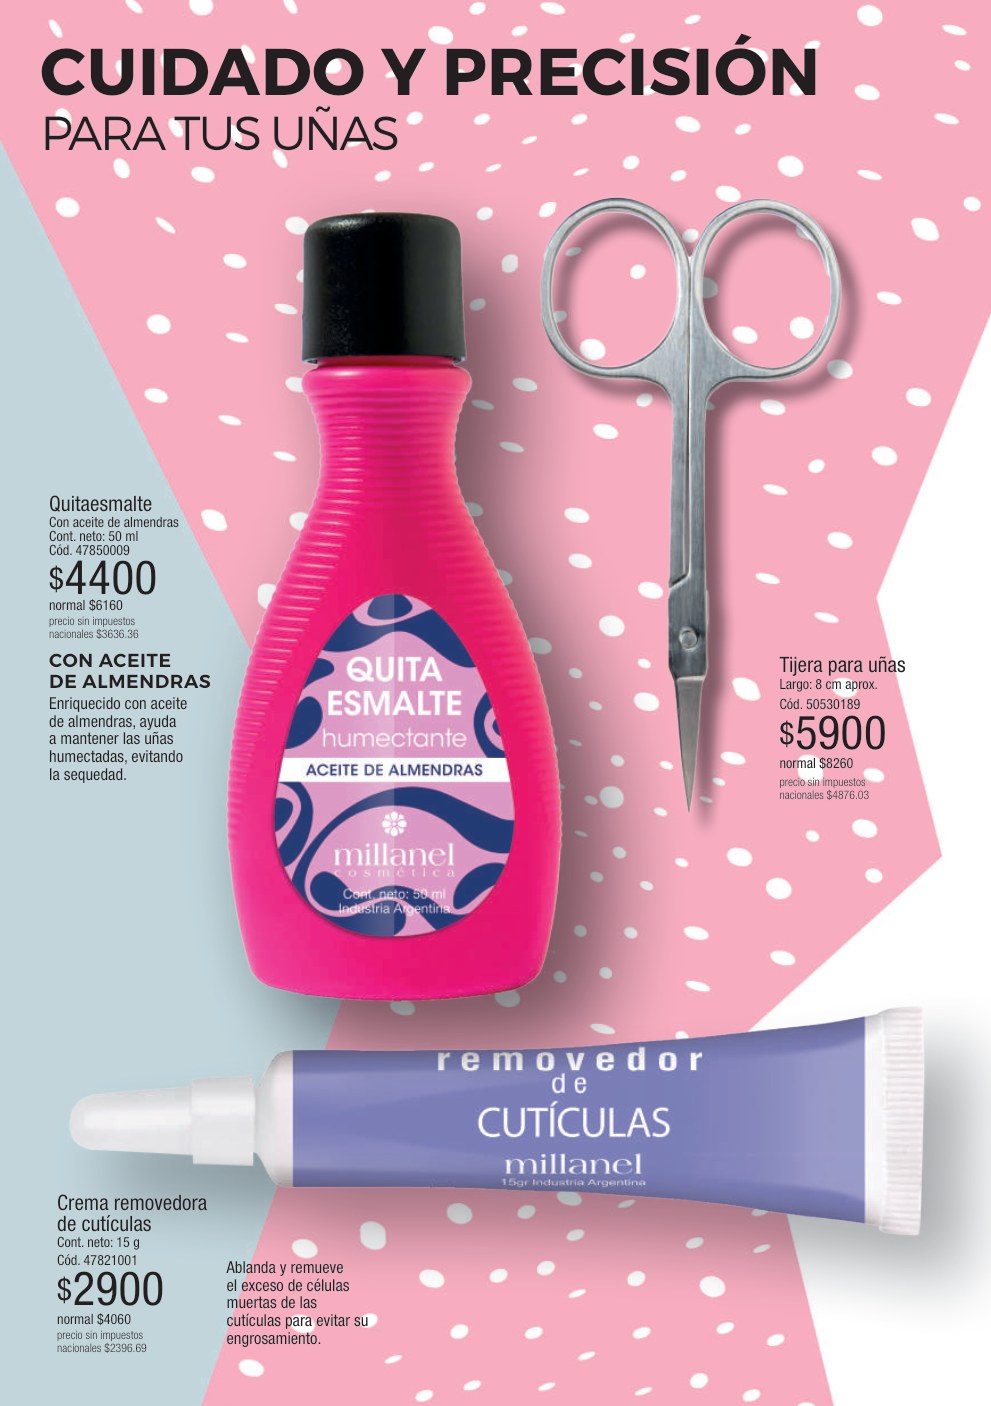 CUIDADO Y PRECISIÓN
PARA TUS UÑAS
Quitaesmalte
Con aceite de almendras
Cont. neto: 50 ml
Cód. 47850009
$4400
normal $6160
precio sin impuestos
nacionales $3636.36
CON ACEITE
DE ALMENDRAS
Enriquecido con aceite
de almendras, ayuda
a mantener las uñas
humectadas, evitando
la sequedad.
QUITA
ESMALTE
humectante
ACEITE DE ALMENDRAS
millanel
cosmética
Cont. neto: 50 ml
Industria Argentina
Tijera para uñas
Largo: 8 cm aprox.
Cód. 50530189
$5900
normal $8260
precio sin impuestos
nacionales $4876.03
removedor
de
CUTÍCULAS
millanel
15gr Industria Argentina
Crema removedora
de cutículas
Cont. neto: 15 g
Cód. 47821001
$2900
normal $4060
precio sin impuestos
nacionales $2396.69
Ablanda y remueve
el exceso de células
muertas de las
cutículas para evitar su
engrosamiento.